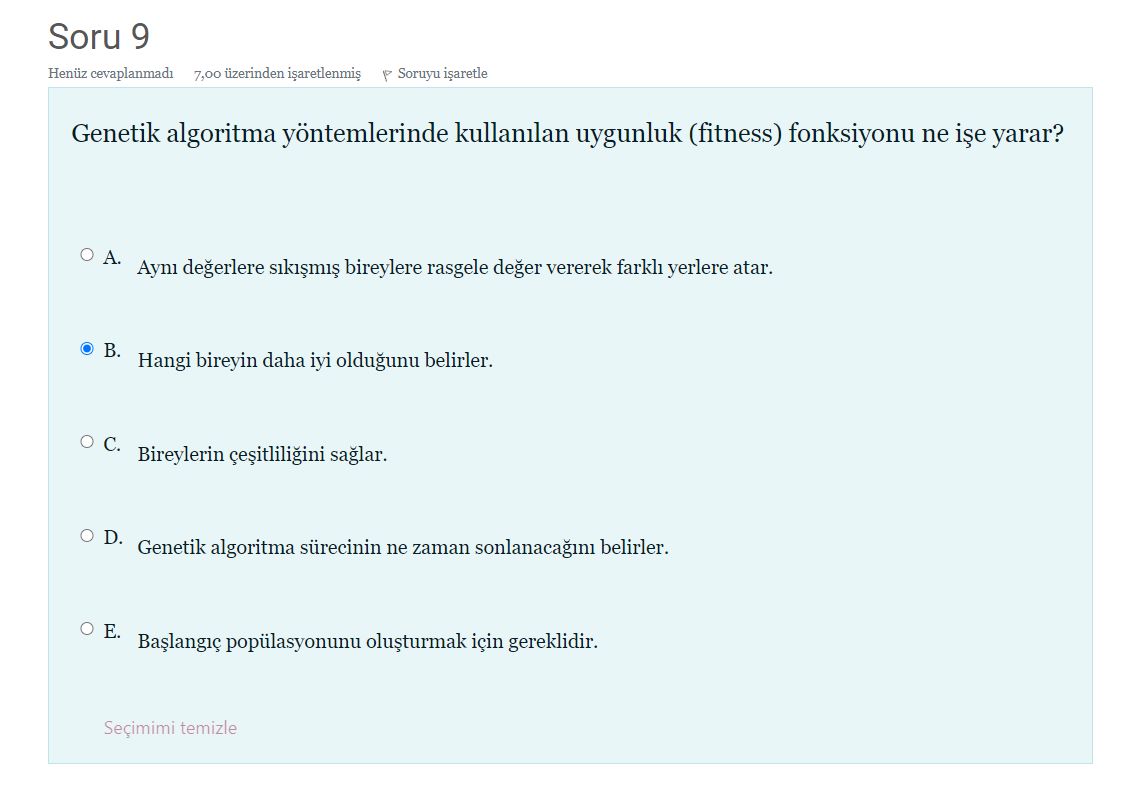 Soru 9
Henüz cevaplanmadı 7,00 üzerinden işaretlenmiş Soruyu işaretle
Genetik algoritma yöntemlerinde kullanılan uygunluk (fitness) fonksiyonu ne işe yarar?
A. Aynı değerlere sıkışmış bireylere rasgele değer vererek farklı yerlere atar.
B. Hangi bireyin daha iyi olduğunu belirler.
C. Bireylerin çeşitliliğini sağlar.
D. Genetik algoritma sürecinin ne zaman sonlanacağını belirler.
E. Başlangıç popülasyonunu oluşturmak için gereklidir.
Seçimimi temizle